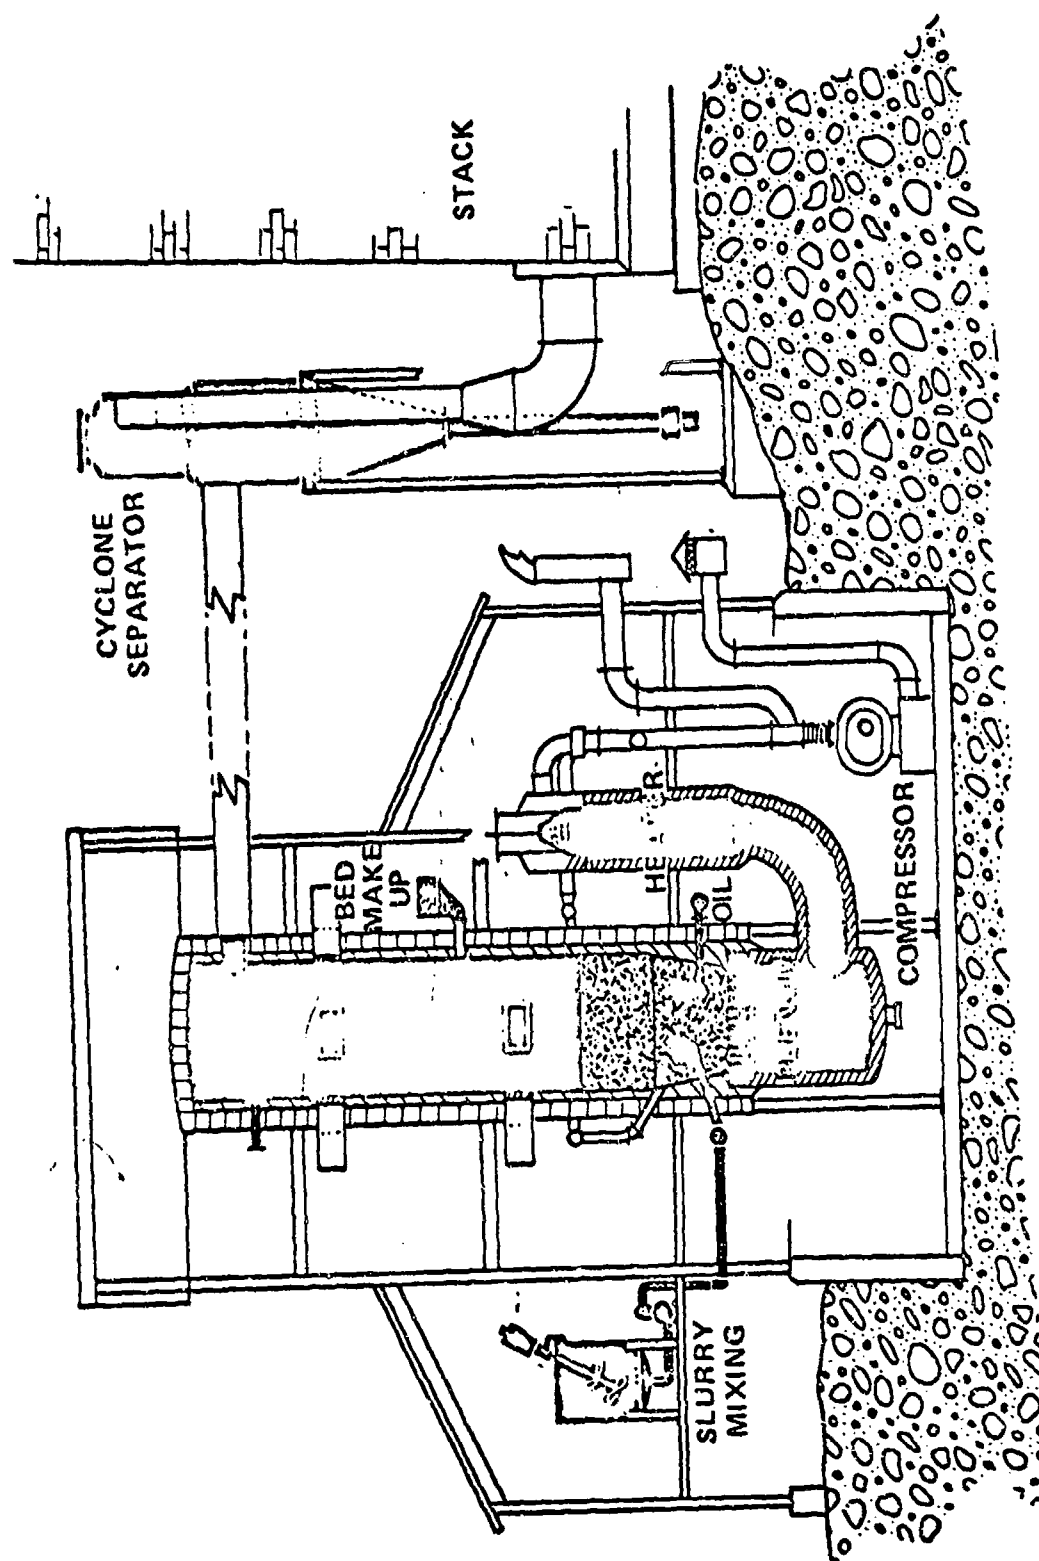 SLURRY
MIXING
BED
MAKE
UP
OIL
COMPRESSOR
CYCLONE
SEPARATOR
STACK